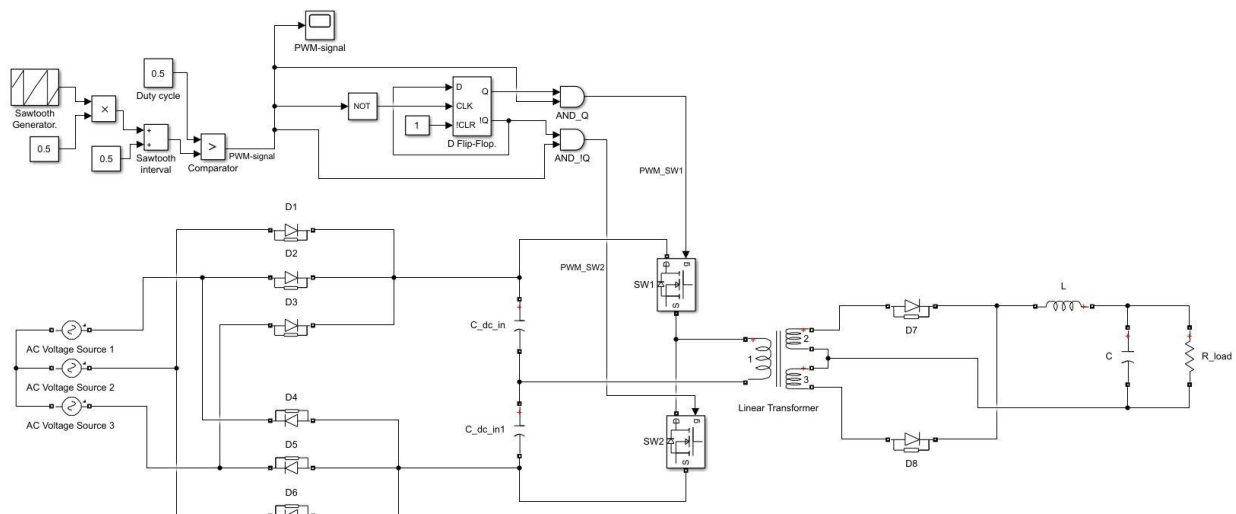 PWM-signal
0.5
Duty cycle
Sawtooth
Generator.
×
0.5
0.5
+
+
Sawtooth
interval
>
Comparator
PWM-signal
NOT
1
D
CLK
!CLR
Q
!Q
D Flip-Flop.
AND_Q
AND_!Q
PWM_SW1
PWM_SW2
D1
D2
D3
D4
D5
D6
AC Voltage Source 1
AC Voltage Source 2
AC Voltage Source 3
+
C_dc_in
+
C_dc_in1
D
g
SW1
S
D
g
SW2
S
+
1
+
2
+
3
Linear Transformer
D7
D8
L
+
+
C
+
R_load